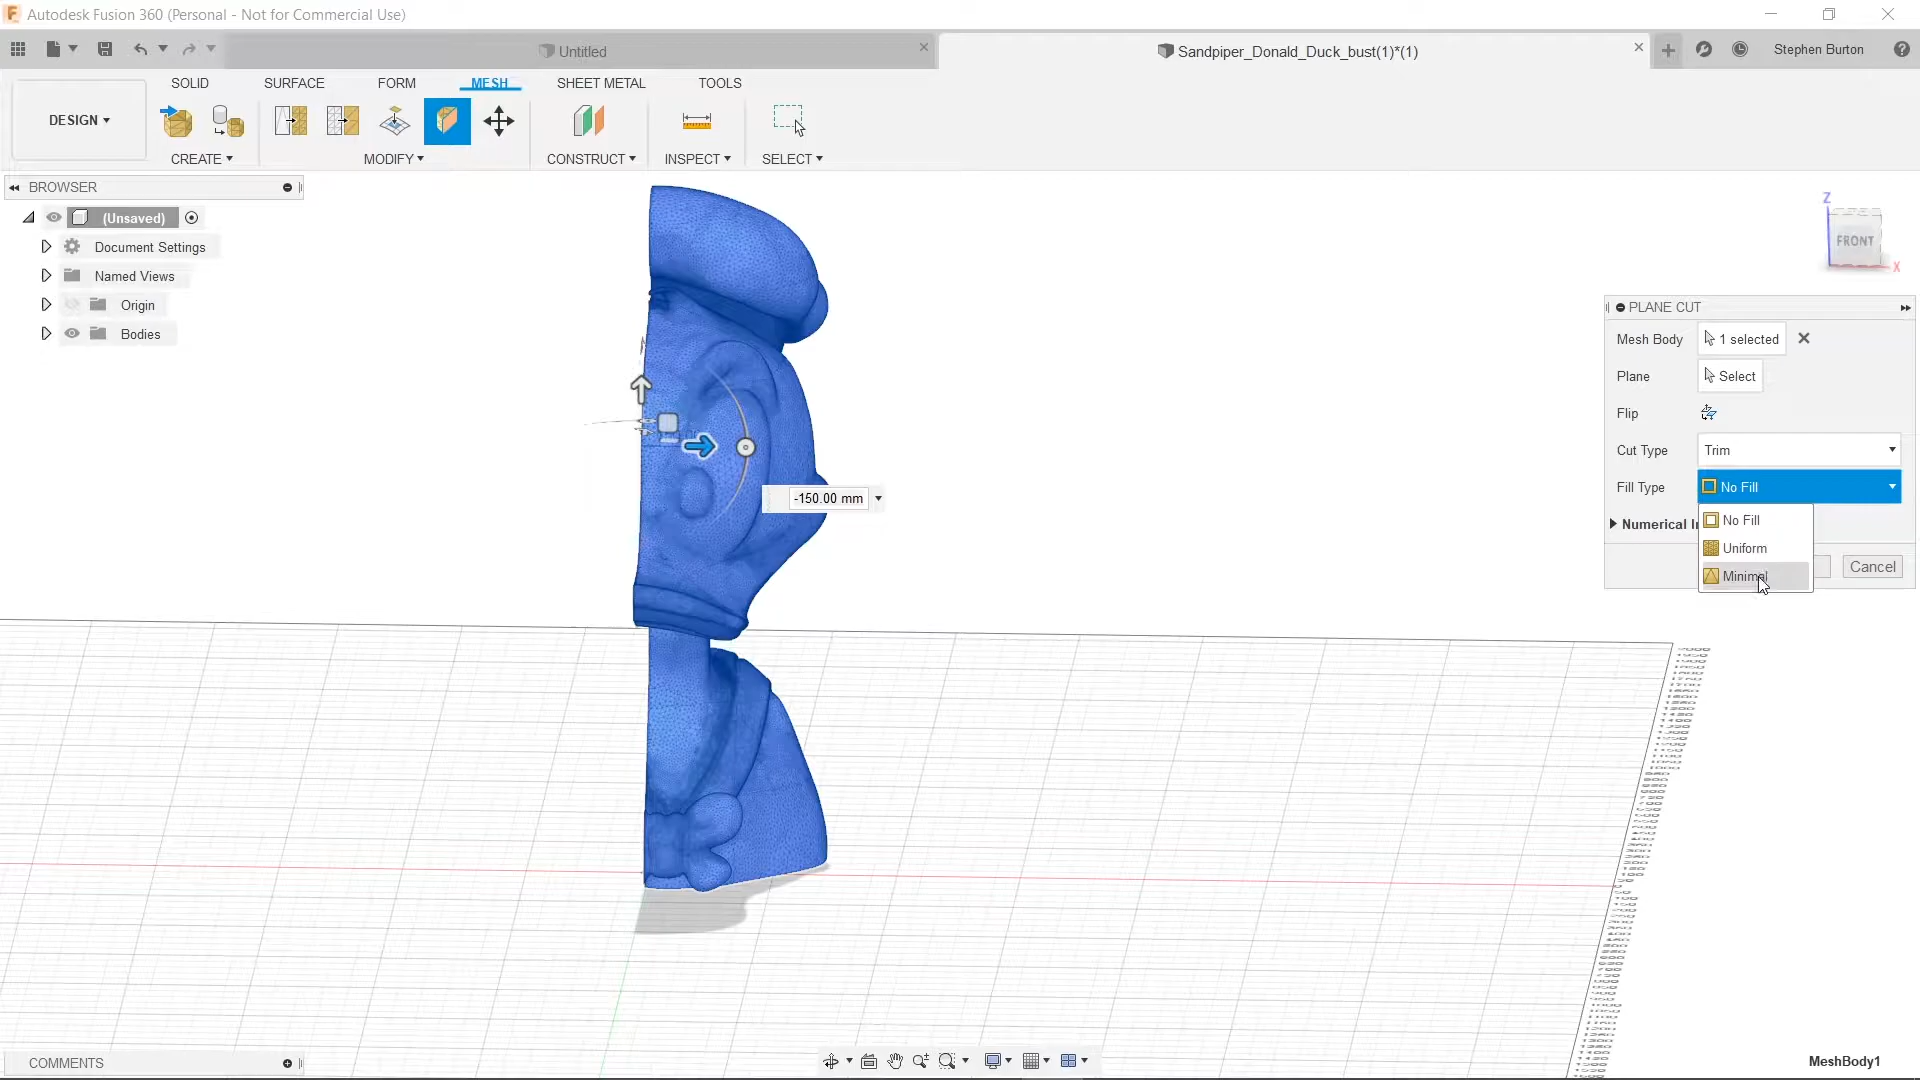 Autodesk Fusion 360 (Personal - Not for Commercial Use)
Untitled
Sandpiper_Donald_Duck_bust(1)*(1)
Stephen Burton
SOLID SURFACE FORM MESH SHEET METAL TOOLS
DESIGN
CREATE MODIFY CONSTRUCT INSPECT SELECT
BROWSER
(Unsaved)
Document Settings
Named Views
Origin
Bodies
Z
FRONT
X
PLANE CUT
Mesh Body 1 selected
Plane Select
Flip
Cut Type Trim
Fill Type No Fill
No Fill
Numerical
Uniform
Minimal
Cancel
-150.00 mm
COMMENTS
MeshBody1